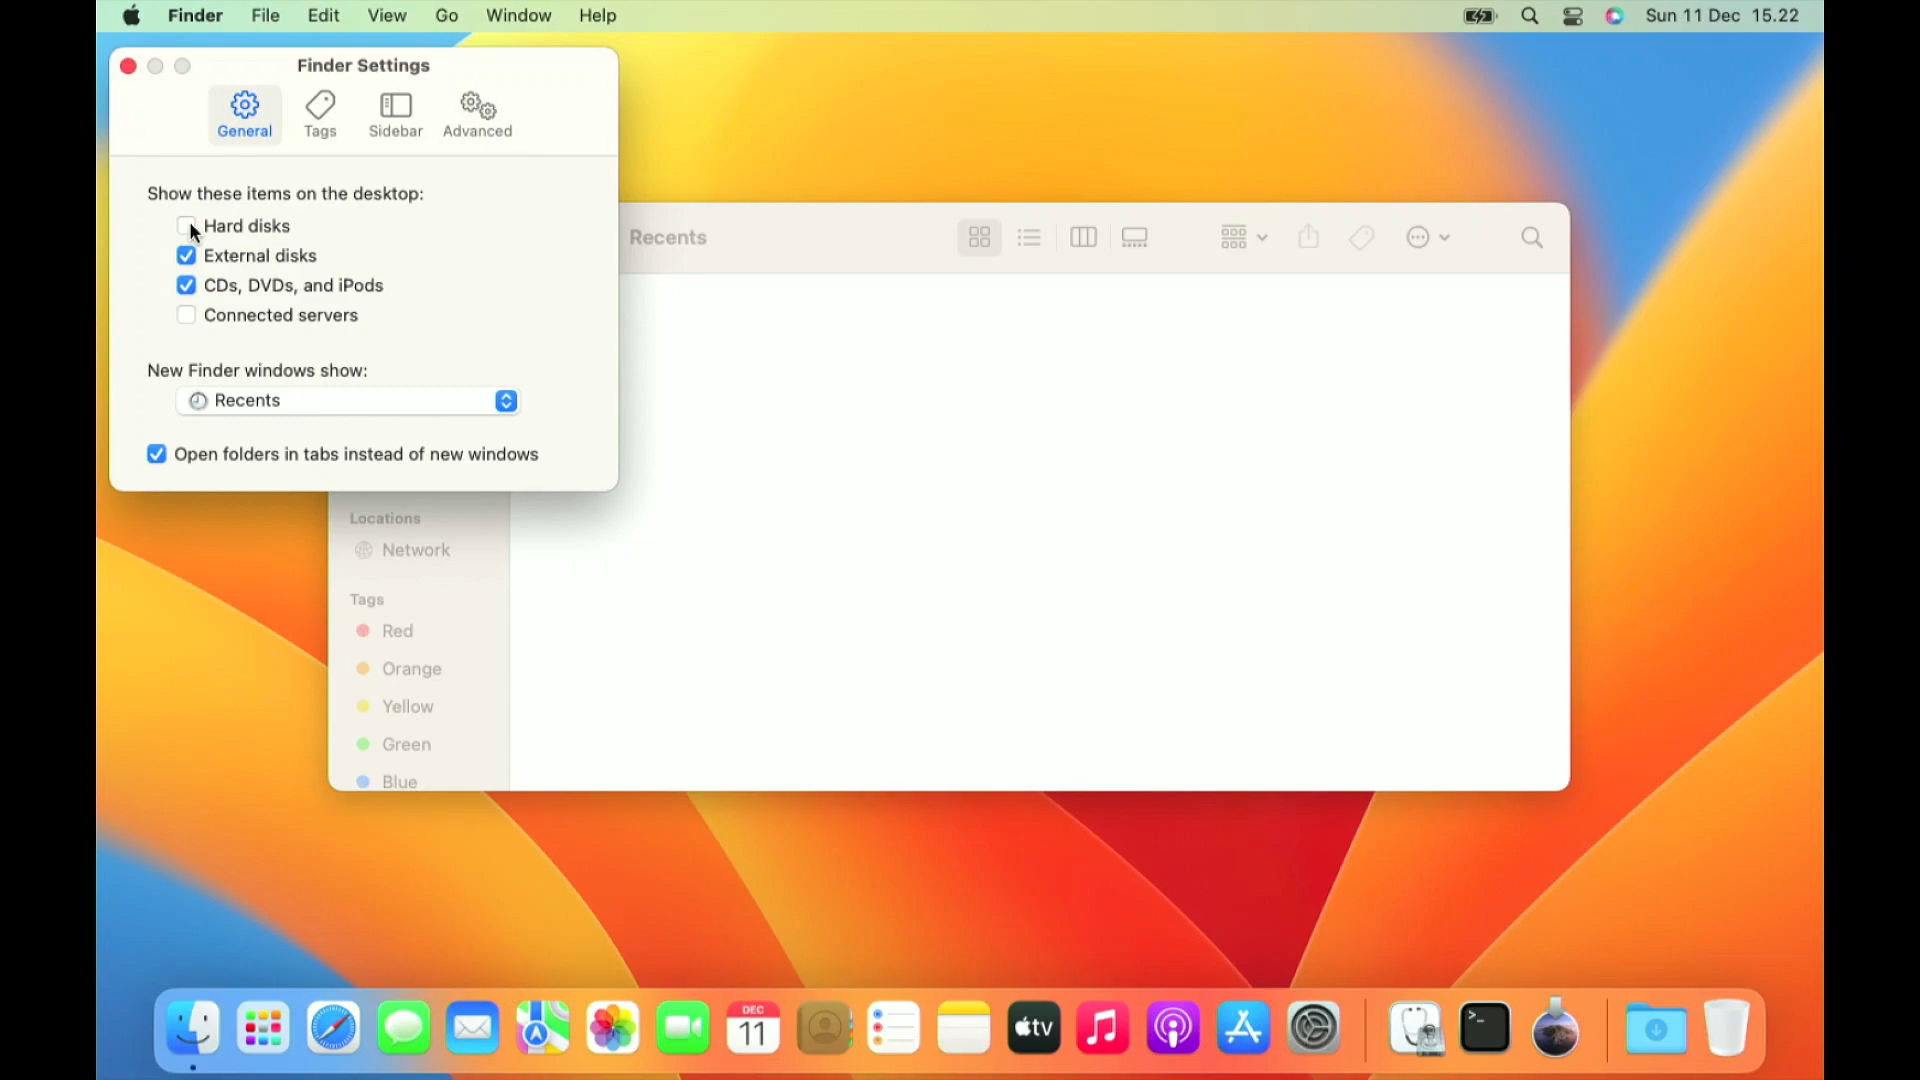 Finder File Edit View Go Window Help Sun 11 Dec 15.22
Finder Settings
General Tags Sidebar Advanced
Show these items on the desktop:
Hard disks
External disks
CDs, DVDs, and iPods
Connected servers
New Finder windows show:
Recents
Open folders in tabs instead of new windows
Recents
Locations
Network
Tags
Red
Orange
Yellow
Green
Blue
DEC
11
tv
>_